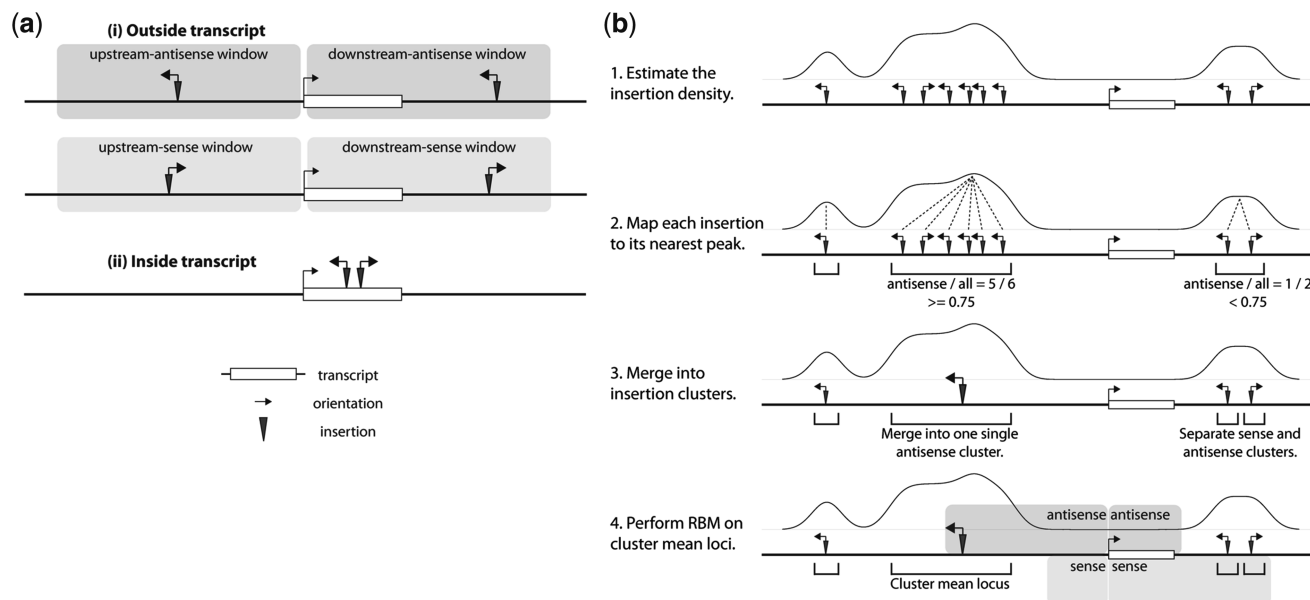 (a)
(i) Outside transcript
upstream-antisense window
downstream-antisense window
upstream-sense window
downstream-sense window
(ii) Inside transcript
transcript
orientation
insertion
(b)
1. Estimate the
insertion density.
2. Map each insertion
to its nearest peak.
antisense / all = 5 / 6
>= 0.75
antisense / all = 1 / 2
< 0.75
3. Merge into
insertion clusters.
Merge into one single
antisense cluster.
Separate sense and
antisense clusters.
4. Perform RBM on
cluster mean loci.
antisense antisense
sense sense
Cluster mean locus